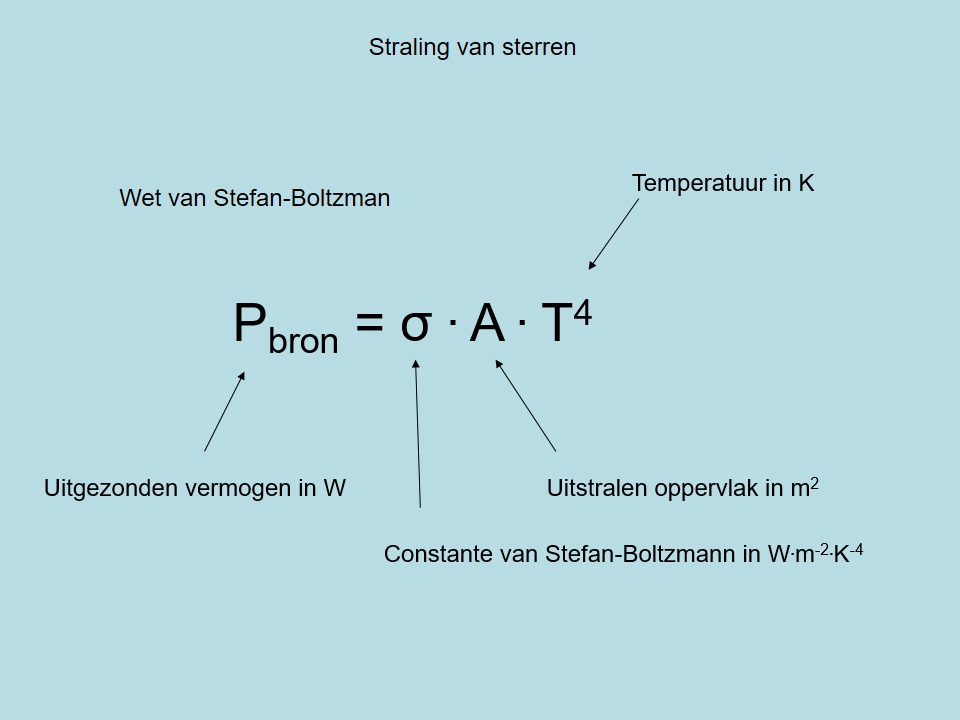 Straling van sterren
Temperatuur in K
Wet van Stefan-Boltzman
P_bron = σ · A · T⁴
Uitgezonden vermogen in W
Uitstralen oppervlak in m²
Constante van Stefan-Boltzmann in W·m⁻²·K⁻⁴